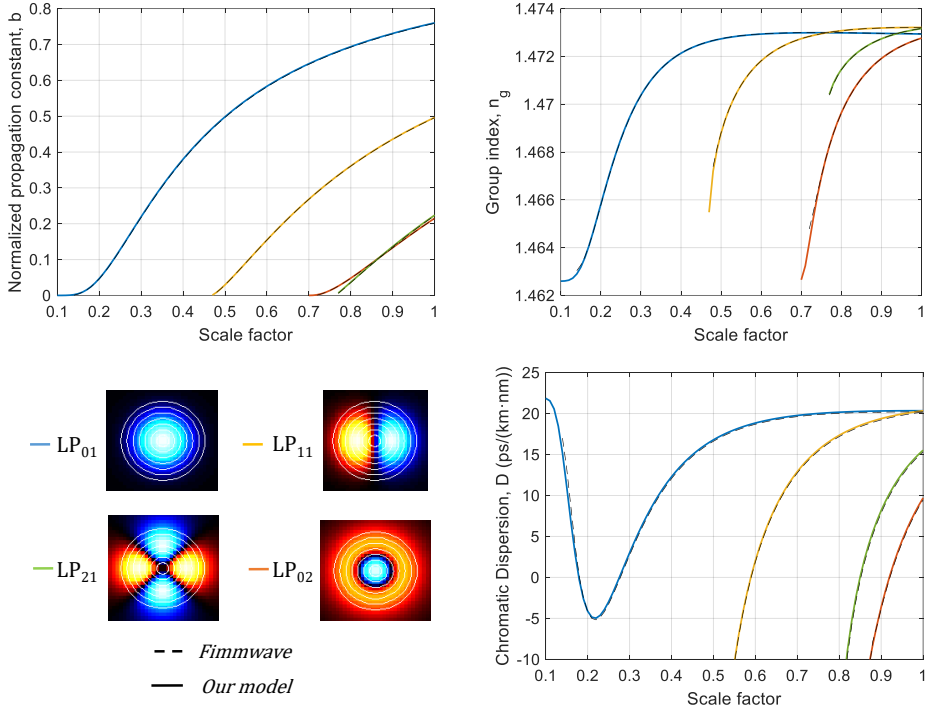 Normalized propagation constant, b
0.8
0.7
0.6
0.5
0.4
0.3
0.2
0.1
0
0.1 0.2 0.3 0.4 0.5 0.6 0.7 0.8 0.9 1
Scale factor
Group index, n_g
1.474
1.472
1.47
1.468
1.466
1.464
1.462
0.1 0.2 0.3 0.4 0.5 0.6 0.7 0.8 0.9 1
Scale factor
LP₀₁
LP₁₁
LP₂₁
LP₀₂
Fimmwave
Our model
Chromatic Dispersion, D (ps/(km·nm))
25
20
15
10
5
0
-5
-10
0.1 0.2 0.3 0.4 0.5 0.6 0.7 0.8 0.9 1
Scale factor